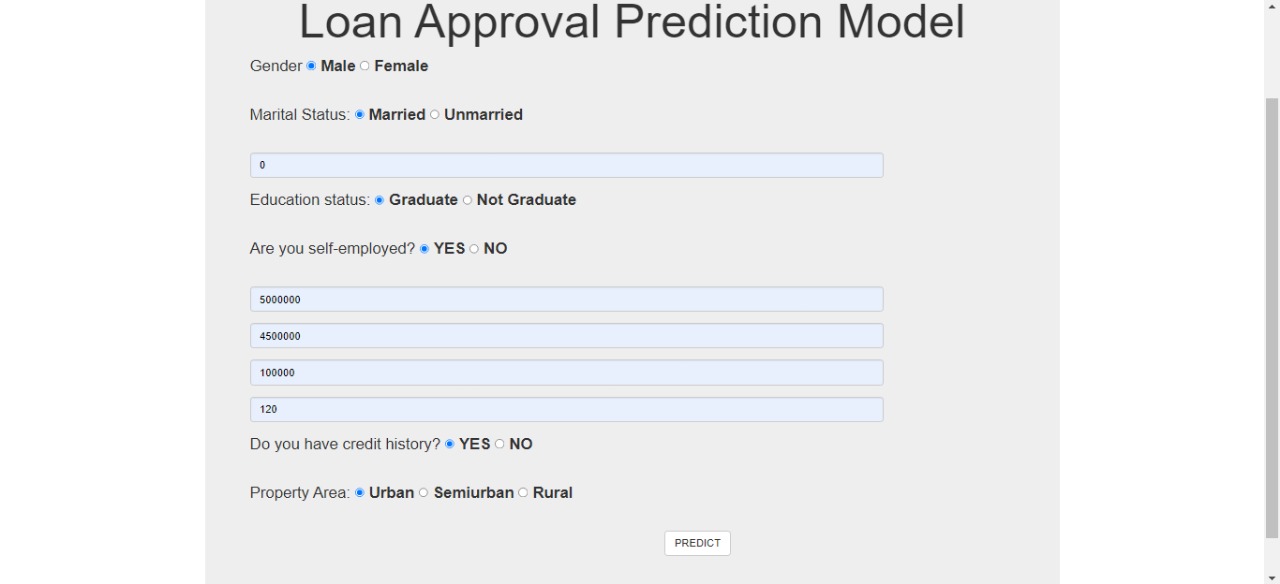 Loan Approval Prediction Model
Gender Male Female
Marital Status: Married Unmarried
0
Education status: Graduate Not Graduate
Are you self-employed? YES NO
5000000
4500000
100000
120
Do you have credit history? YES NO
Property Area: Urban Semiurban Rural
PREDICT